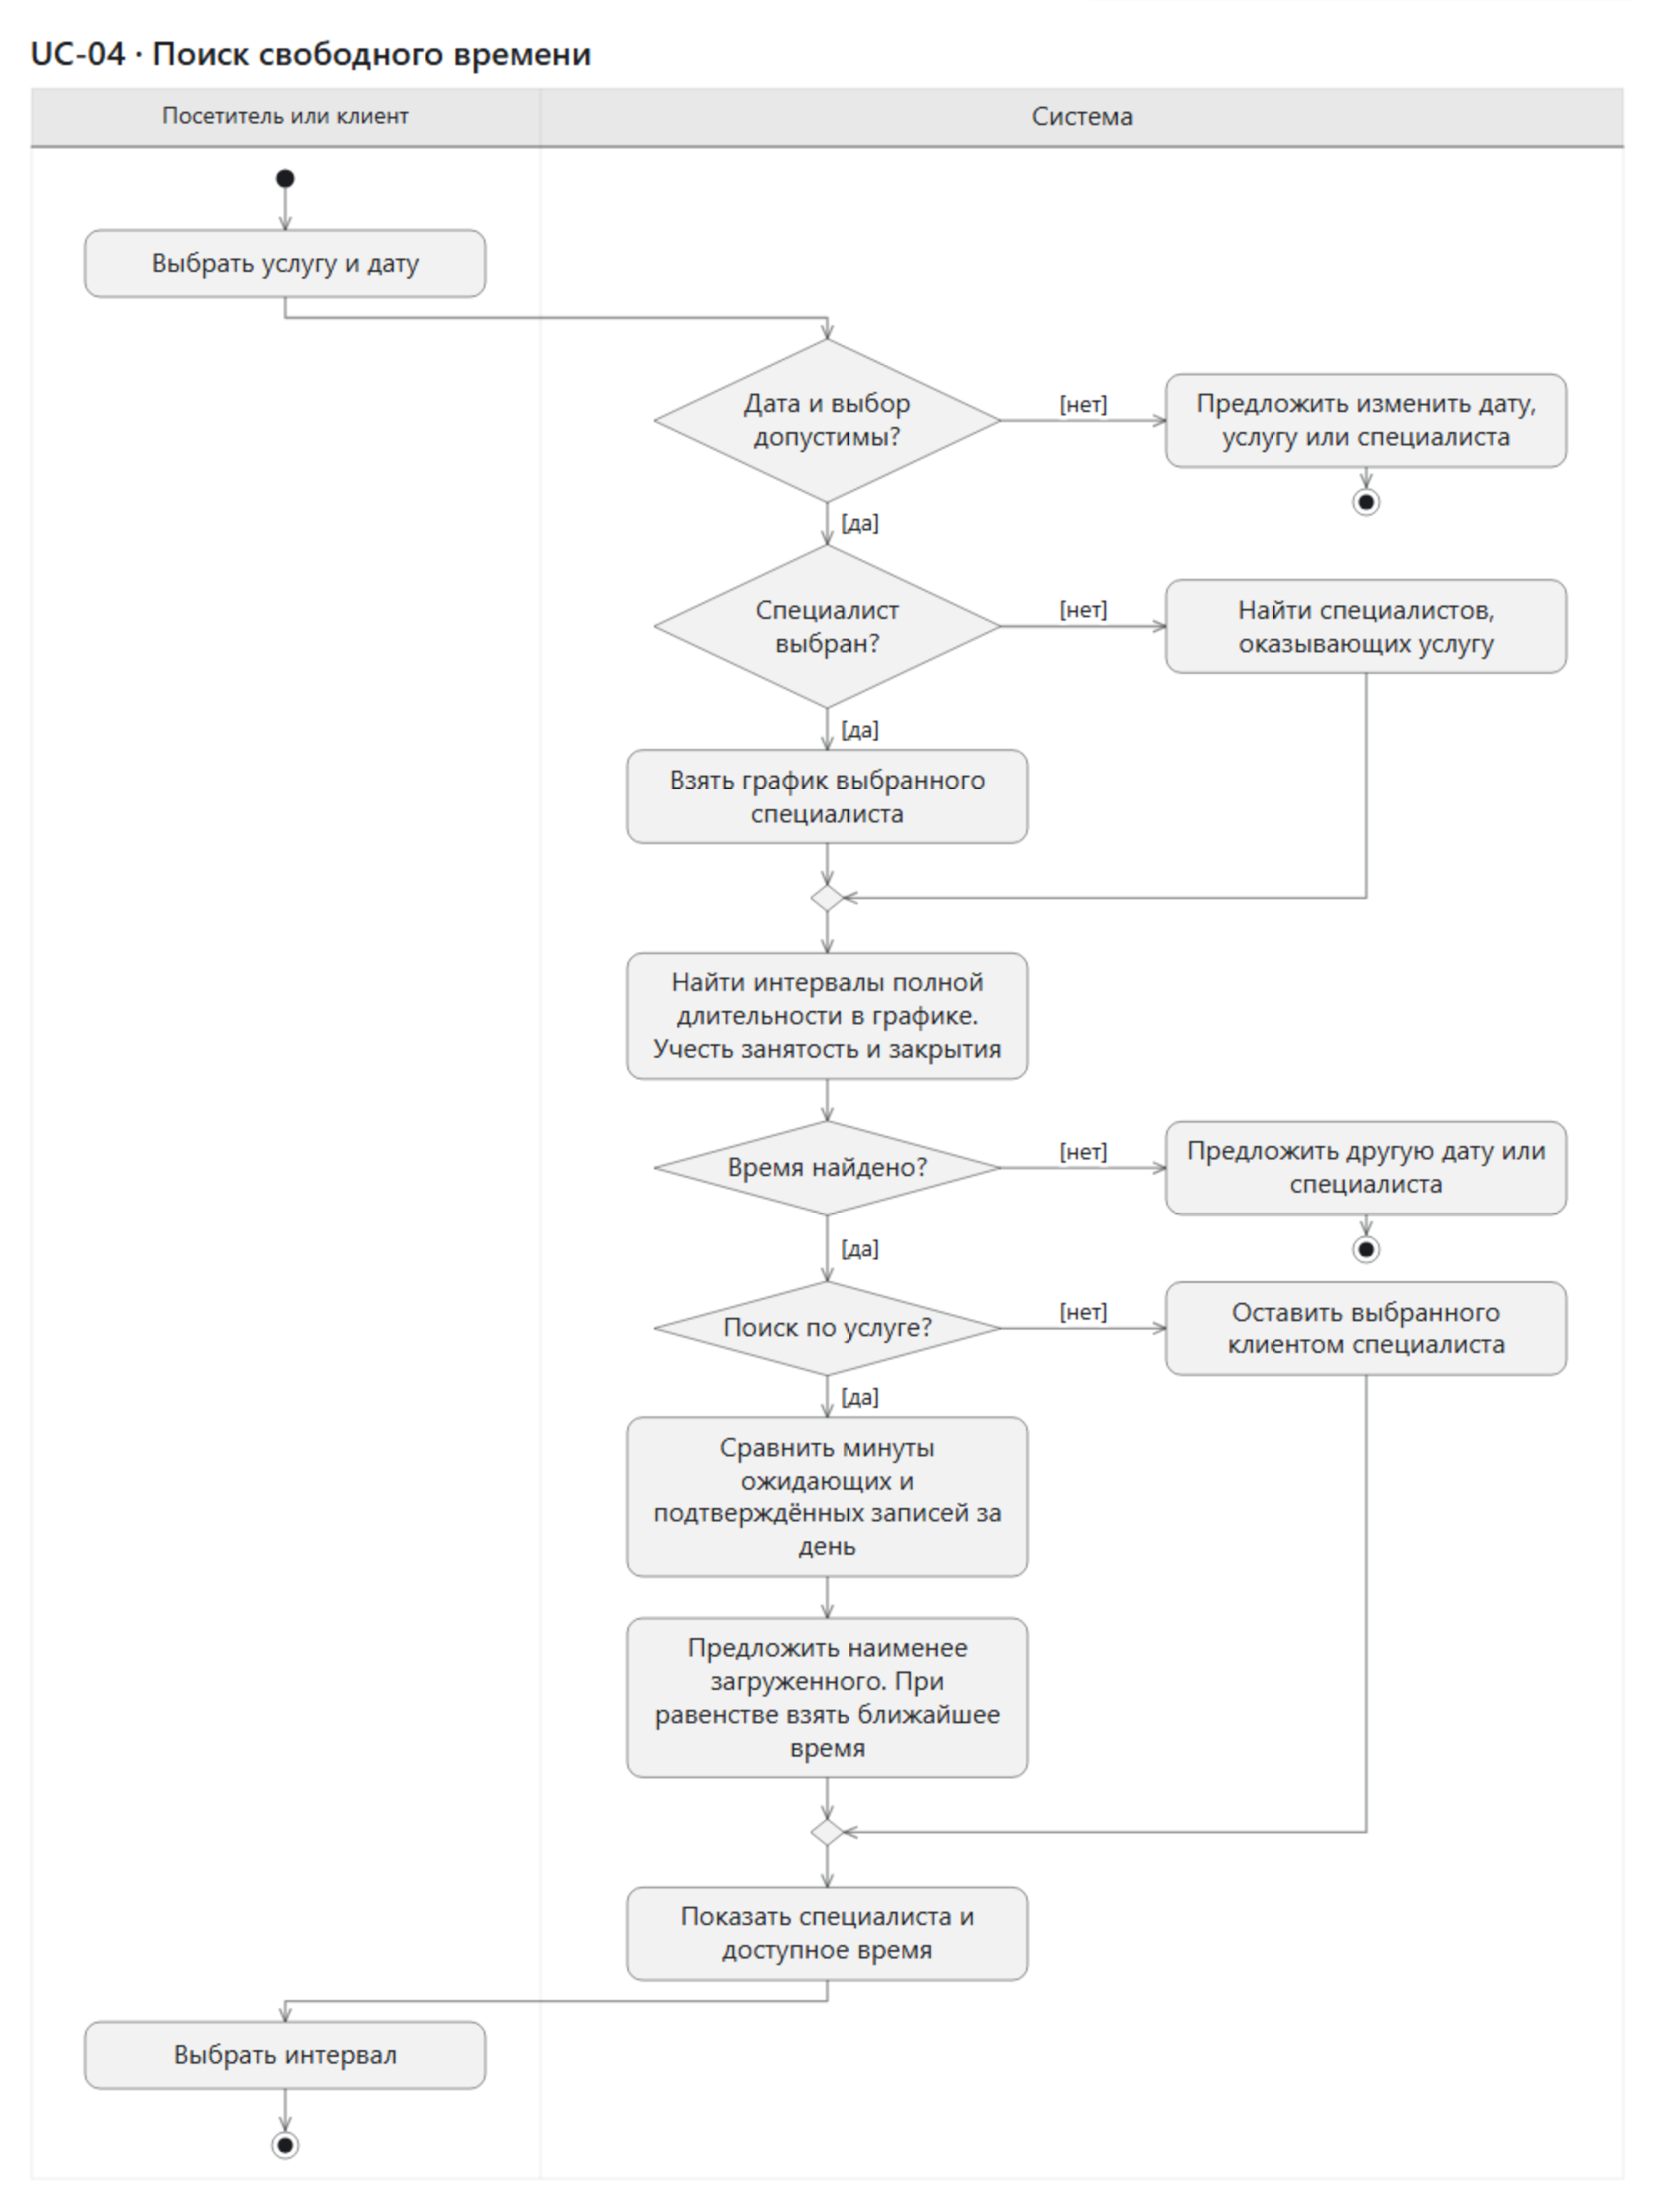 UC-04 · Поиск свободного времени
Посетитель или клиент
Система
Выбрать услугу и дату
Дата и выбор
допустимы?
[нет]
Предложить изменить дату,
услугу или специалиста
[да]
Специалист
выбран?
[нет]
Найти специалистов,
оказывающих услугу
[да]
Взять график выбранного
специалиста
Найти интервалы полной
длительности в графике.
Учесть занятость и закрытия
Время найдено?
[нет]
Предложить другую дату или
специалиста
[да]
Поиск по услуге?
[нет]
Оставить выбранного
клиентом специалиста
[да]
Сравнить минуты
ожидающих и
подтверждённых записей за
день
Предложить наименее
загруженного. При
равенстве взять ближайшее
время
Показать специалиста и
доступное время
Выбрать интервал